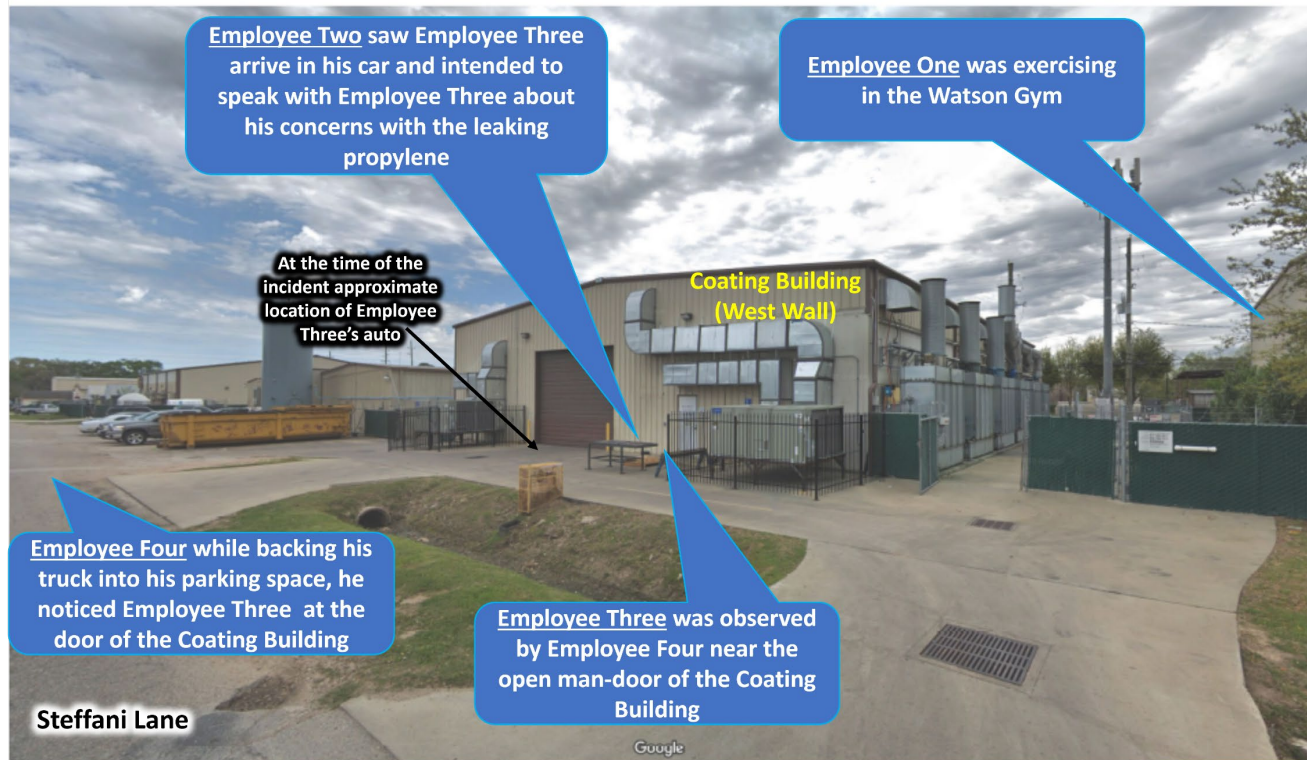 Employee Two saw Employee Three
arrive in his car and intended to
speak with Employee Three about
his concerns with the leaking
propylene
Employee One was exercising
in the Watson Gym
At the time of the
incident approximate
location of Employee
Three's auto
Coating Building
(West Wall)
Employee Four while backing his
truck into his parking space, he
noticed Employee Three at the
door of the Coating Building
Employee Three was observed
by Employee Four near the
open man-door of the Coating
Building
Steffani Lane
Google